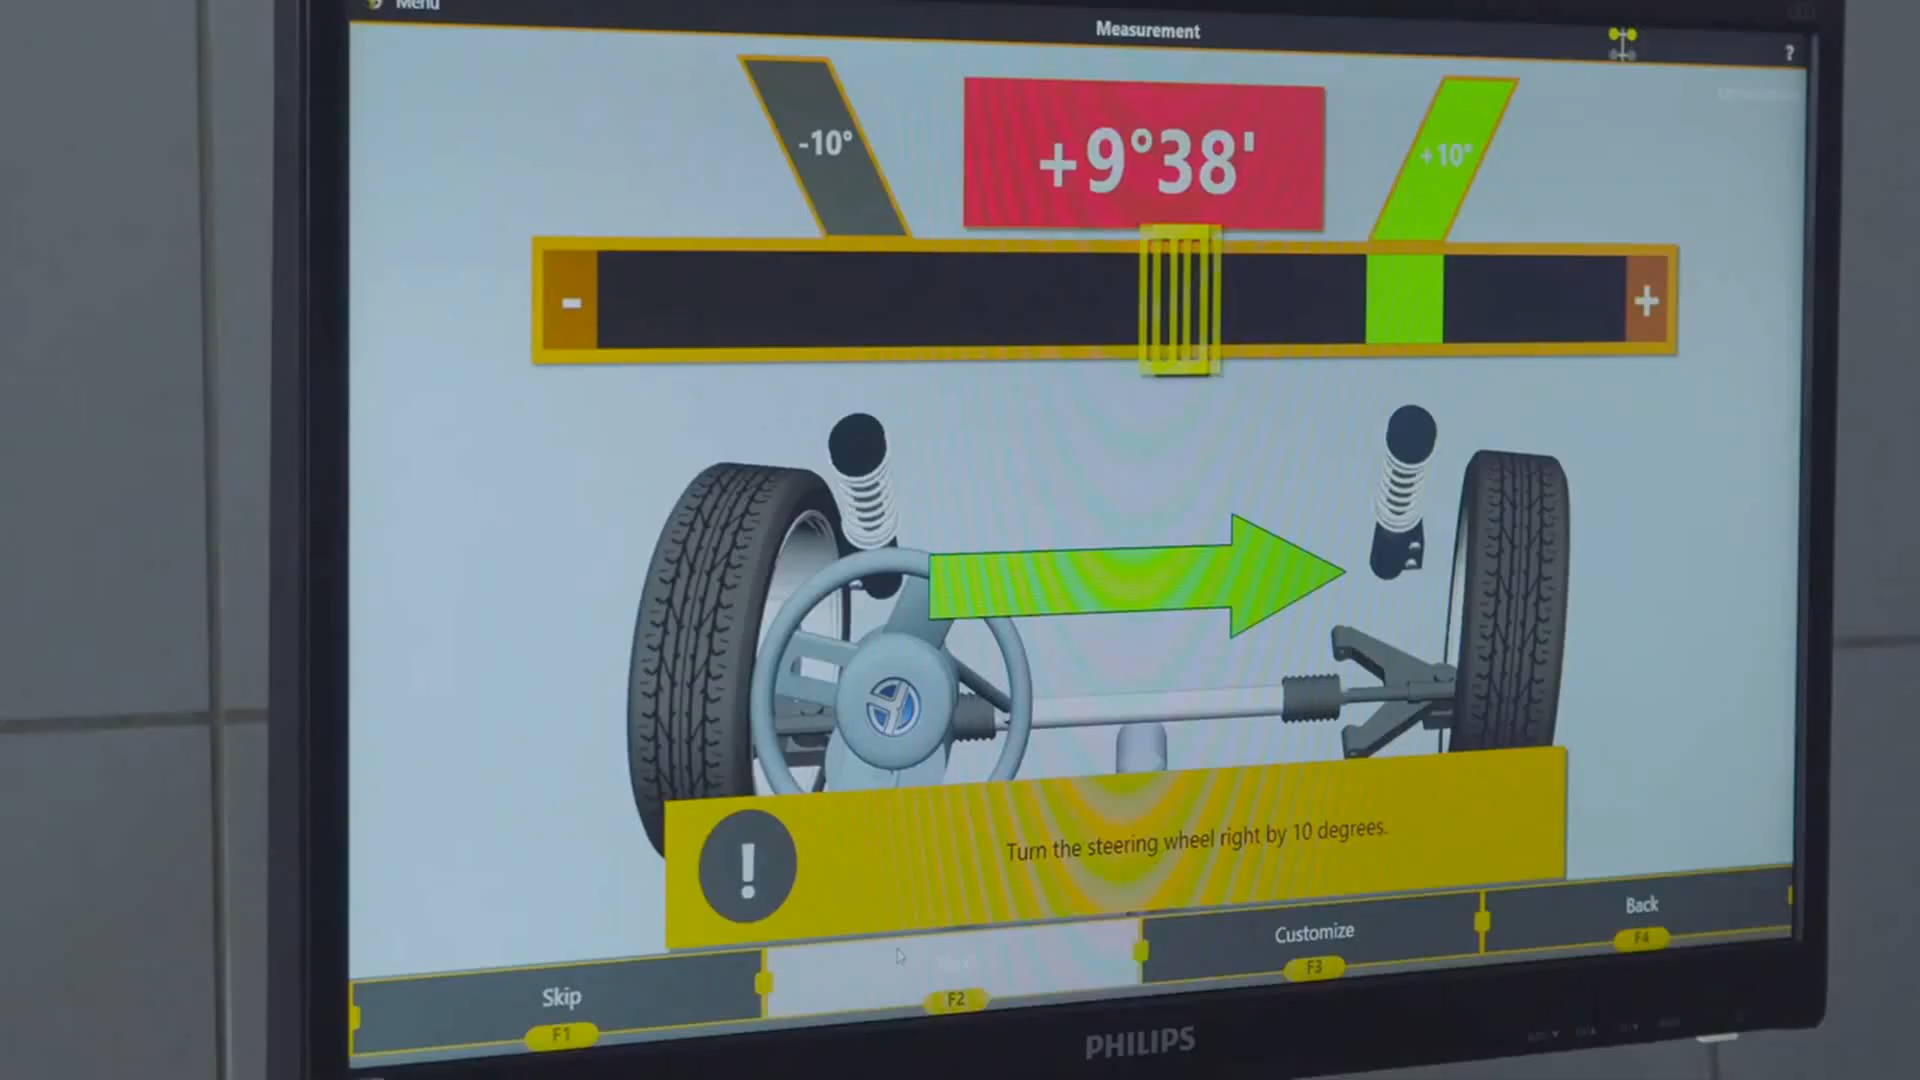 Menu
Measurement
?
-10°
+9°38'
+10°
-
+
!
Turn the steering wheel right by 10 degrees.
Skip
F1
F2
Customize
F3
Back
F4
PHILIPS